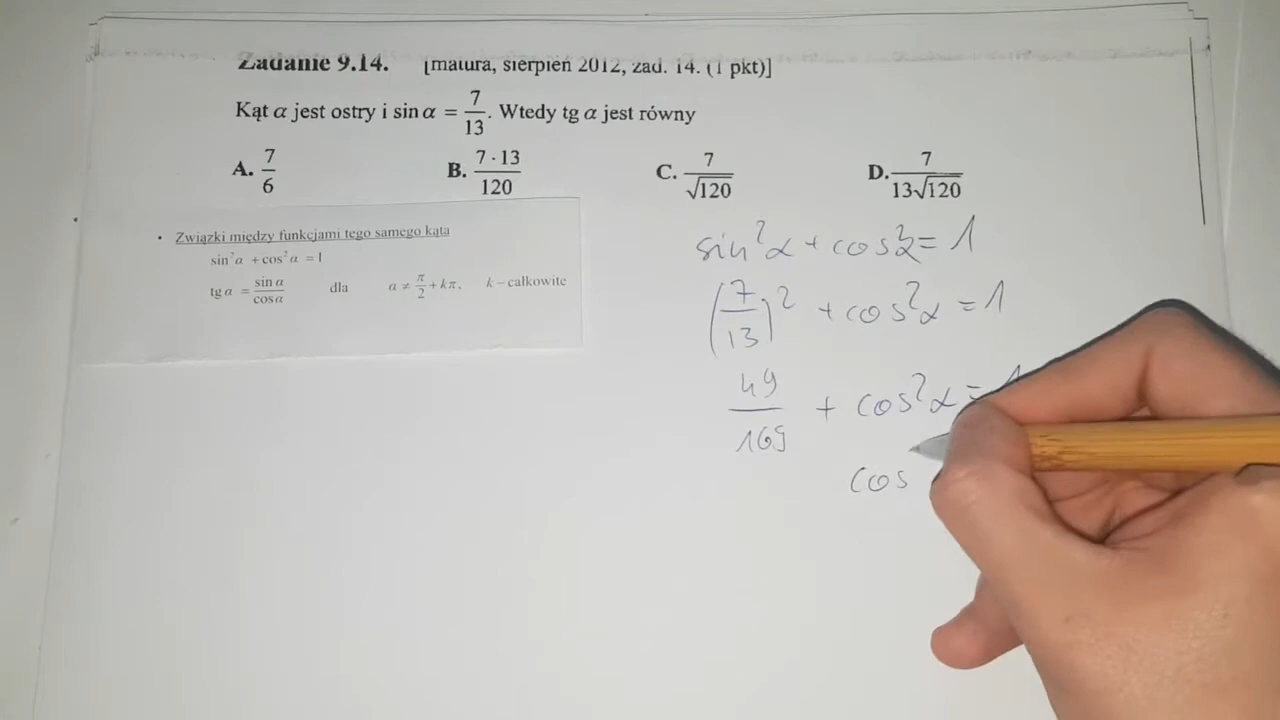 Zadanie 9.14. [matura, sierpień 2012, zad. 14. (1 pkt)]
Kąt α jest ostry i sin α = 7/13. Wtedy tg α jest równy
A. 7/6 B. 7·13/120 C. 7/√120 D. 7/13√120
• Związki między funkcjami tego samego kąta
sin²α + cos²α = 1
tg α = sin α/cos α dla α ≠ π/2 + kπ, k – całkowite
sin²α + cos²α = 1
(7/13)² + cos²α = 1
49/169 + cos²α = 1
cos